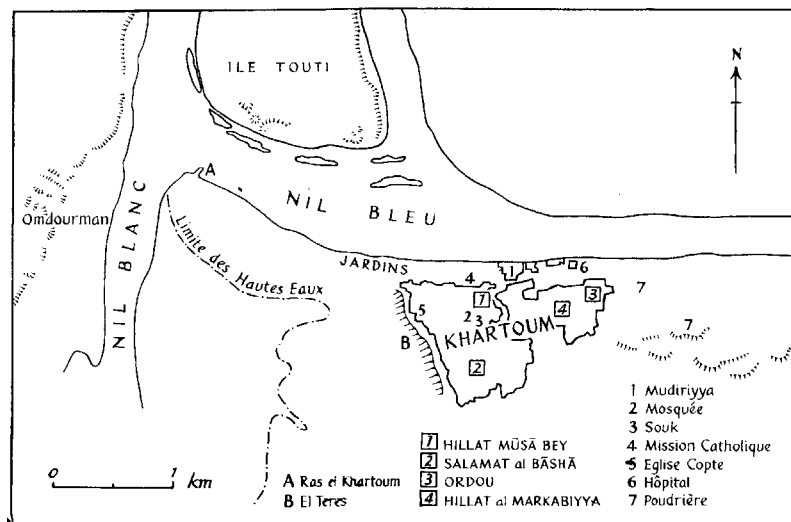 ILE TOUTI
N
A
NIL BLEU
Omdourman
NIL BLANC
Limite des Hautes Eaux
JARDINS
1
6
4
7
1
3
4
5
2
3
7
KHARTOUM
B
2
1 Mudiriyya
2 Mosquée
3 Souk
4 Mission Catholique
5 Eglise Copte
6 Hôpital
7 Poudrière
1 HILLAT MŪSĀ BEY
2 SALAMAT al BĀSHĀ
3 ORDOU
4 HILLAT al MARKABIYYA
0 1
km
A Ras el Khartoum
B El Teres